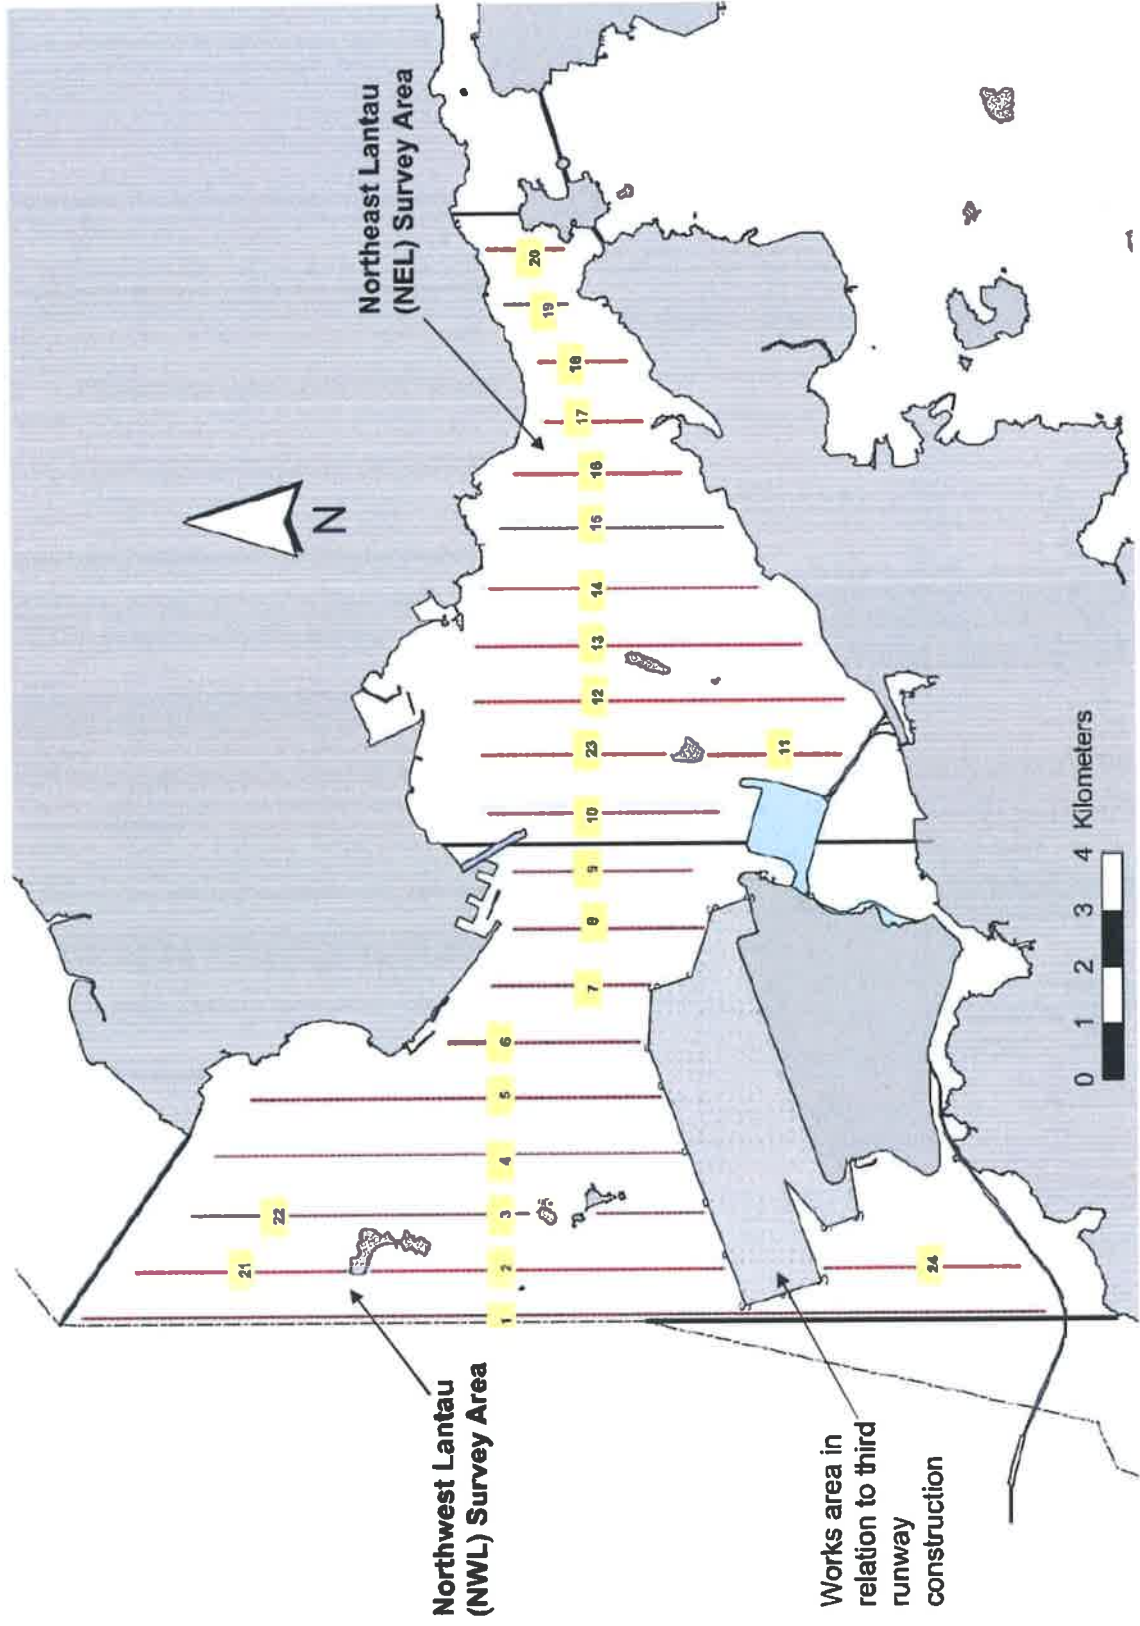 Northeast Lantau
(NEL) Survey Area
N
20
19
18
17
16
15
14
13
12
23
11
10
9
8
7
6
5
4
22
3
21
2
24
1
Northwest Lantau
(NWL) Survey Area
Works area in
relation to third
runway
construction
0 1 2 3 4 Kilometers